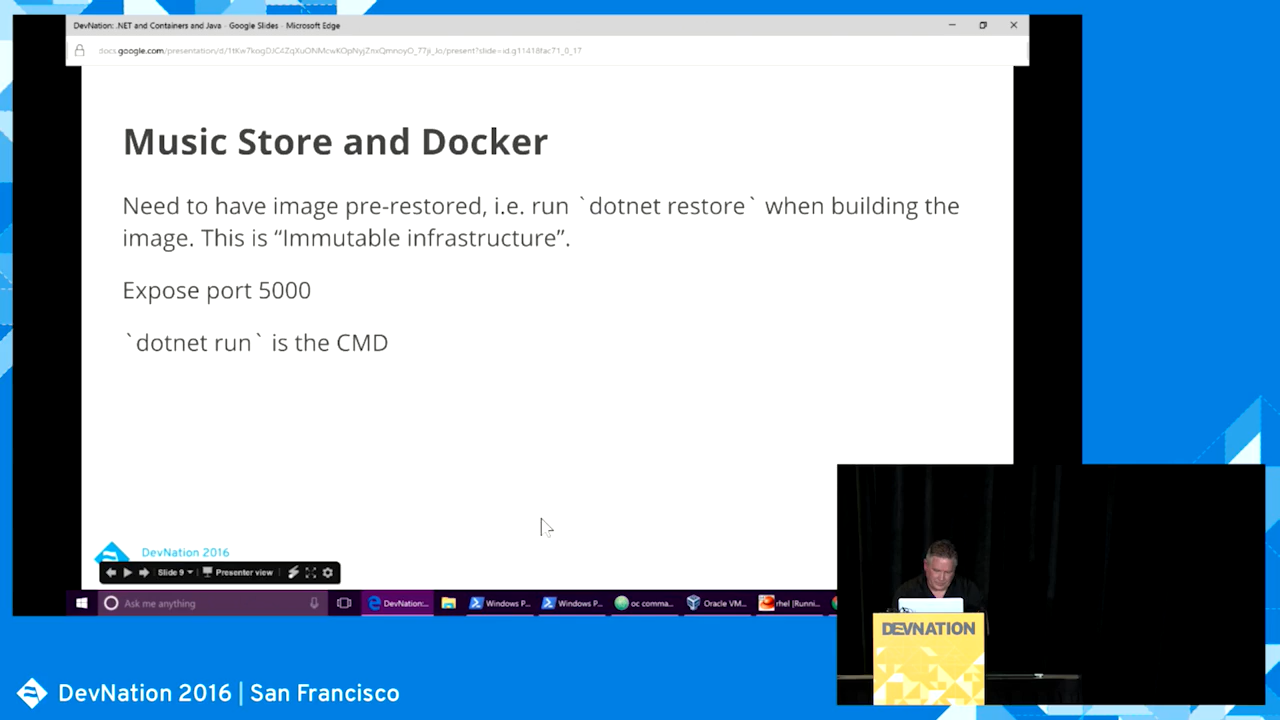 DevNation: .NET and Containers and Java - Google Slides - Microsoft Edge
Music Store and Docker
Need to have image pre-restored, i.e. run `dotnet restore` when building the
image. This is “Immutable infrastructure”.
Expose port 5000
`dotnet run` is the CMD
DevNation 2016
Slide 9
Presenter view
Ask me anything
DevNation:...
Windows P...
Windows P...
oc comma...
Oracle VM...
rhel [Runni...
DEVNATION
DevNation 2016 | San Francisco